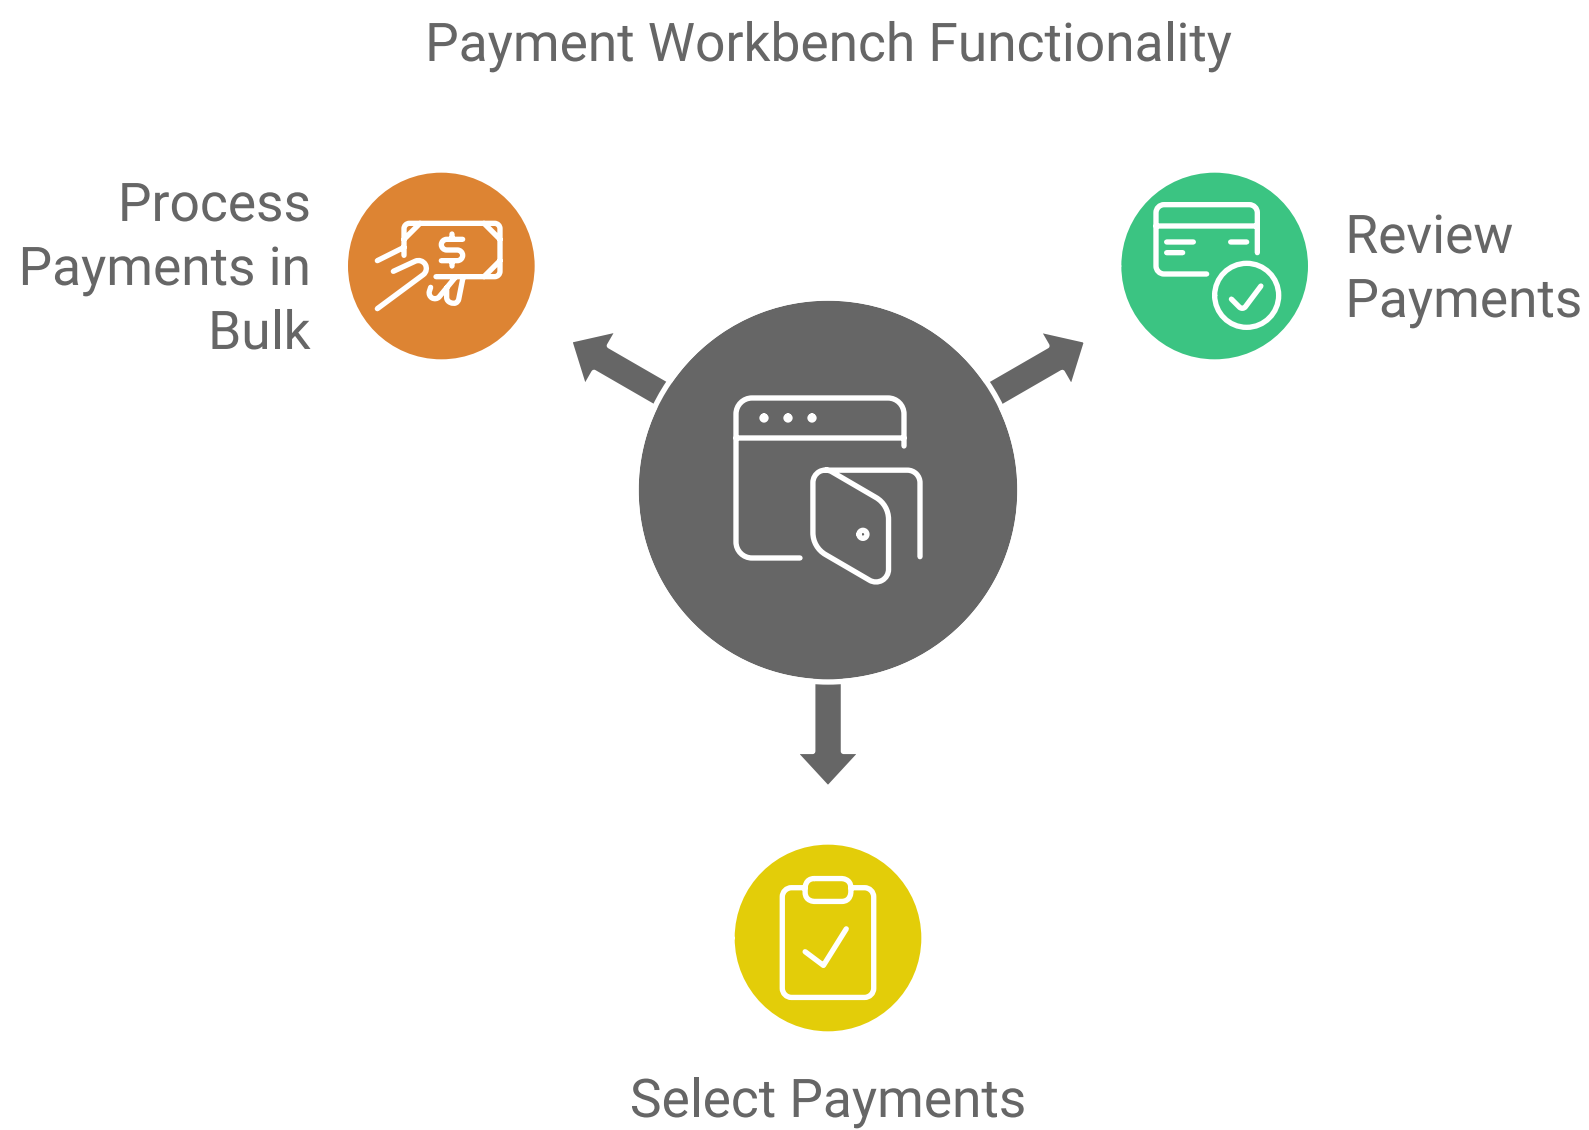 Payment Workbench Functionality
Process
Payments in
Bulk
Review
Payments
Select Payments